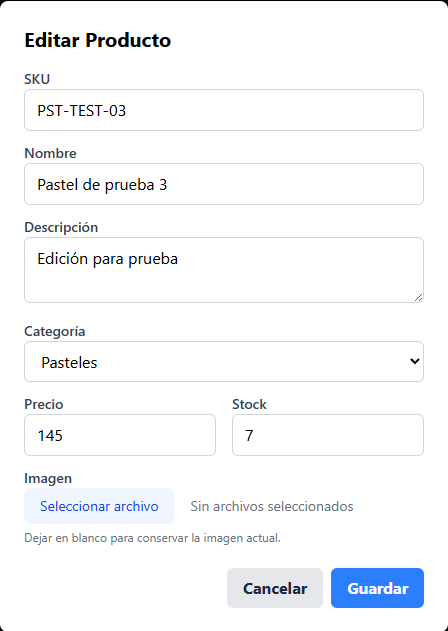 Editar Producto
SKU
PST-TEST-03
Nombre
Pastel de prueba 3
Descripción
Edición para prueba
Categoría
Pasteles
Precio
Stock
145
7
Imagen
Seleccionar archivo Sin archivos seleccionados
Dejar en blanco para conservar la imagen actual.
Cancelar Guardar